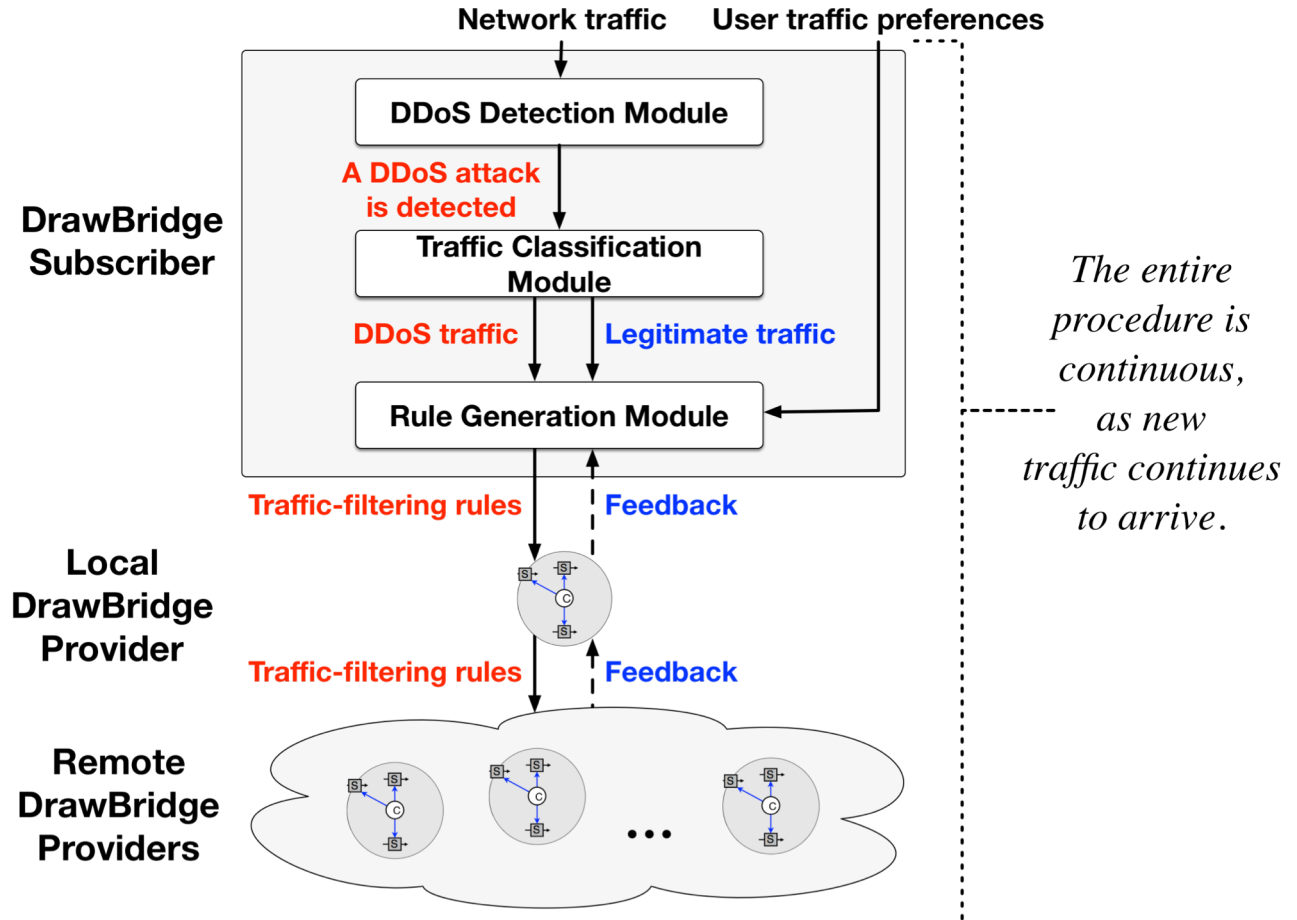 Network traffic
User traffic preferences
DDoS Detection Module
A DDoS attack
is detected
DrawBridge
Subscriber
Traffic Classification
Module
DDoS traffic
Legitimate traffic
Rule Generation Module
The entire
procedure is
continuous,
as new
traffic continues
to arrive.
Traffic-filtering rules
Feedback
Local
DrawBridge
Provider
S
S
C
S
Traffic-filtering rules
Feedback
Remote
DrawBridge
Providers
S
S
C
S
S
S
C
S
...
S
S
C
S